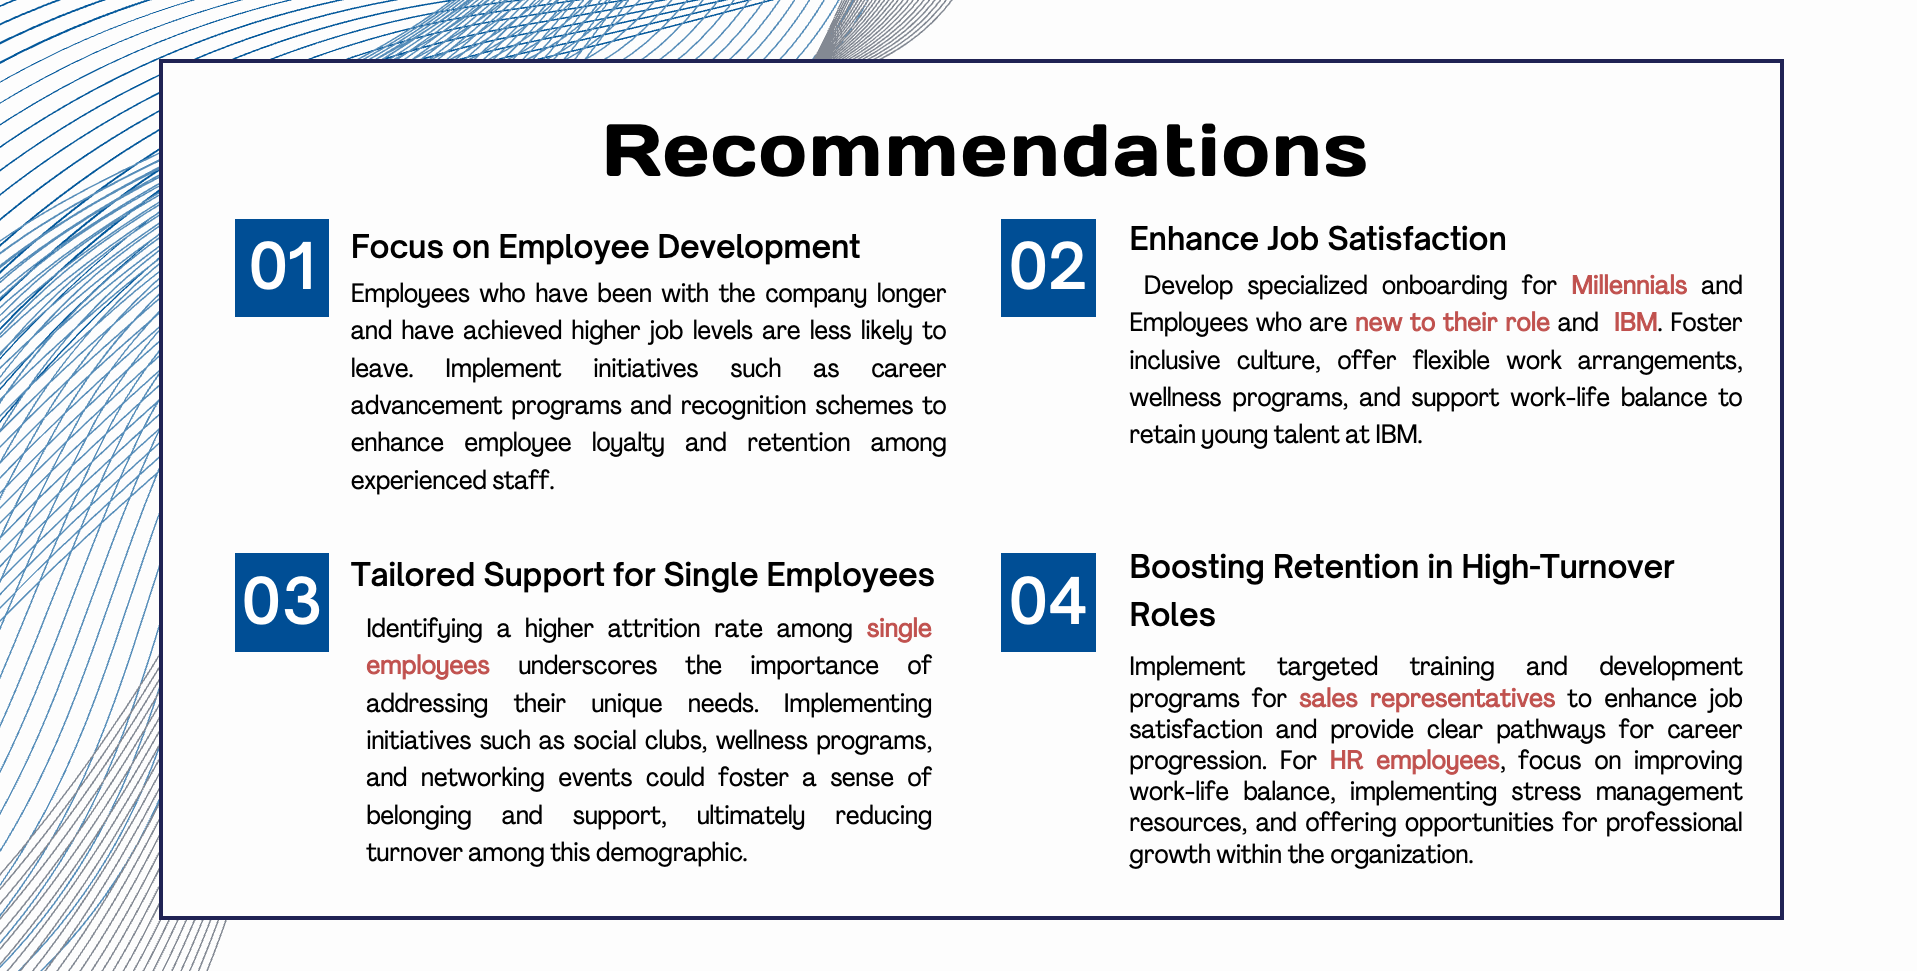 Recommendations
01
Focus on Employee Development
Employees who have been with the company longer
and have achieved higher job levels are less likely to
leave. Implement initiatives such as career
advancement programs and recognition schemes to
enhance employee loyalty and retention among
experienced staff.
02
Enhance Job Satisfaction
Develop specialized onboarding for Millennials and
Employees who are new to their role and IBM. Foster
inclusive culture, offer flexible work arrangements,
wellness programs, and support work-life balance to
retain young talent at IBM.
03
Tailored Support for Single Employees
Identifying a higher attrition rate among single
employees underscores the importance of
addressing their unique needs. Implementing
initiatives such as social clubs, wellness programs,
and networking events could foster a sense of
belonging and support, ultimately reducing
turnover among this demographic.
04
Boosting Retention in High-Turnover
Roles
Implement targeted training and development
programs for sales representatives to enhance job
satisfaction and provide clear pathways for career
progression. For HR employees, focus on improving
work-life balance, implementing stress management
resources, and offering opportunities for professional
growth within the organization.